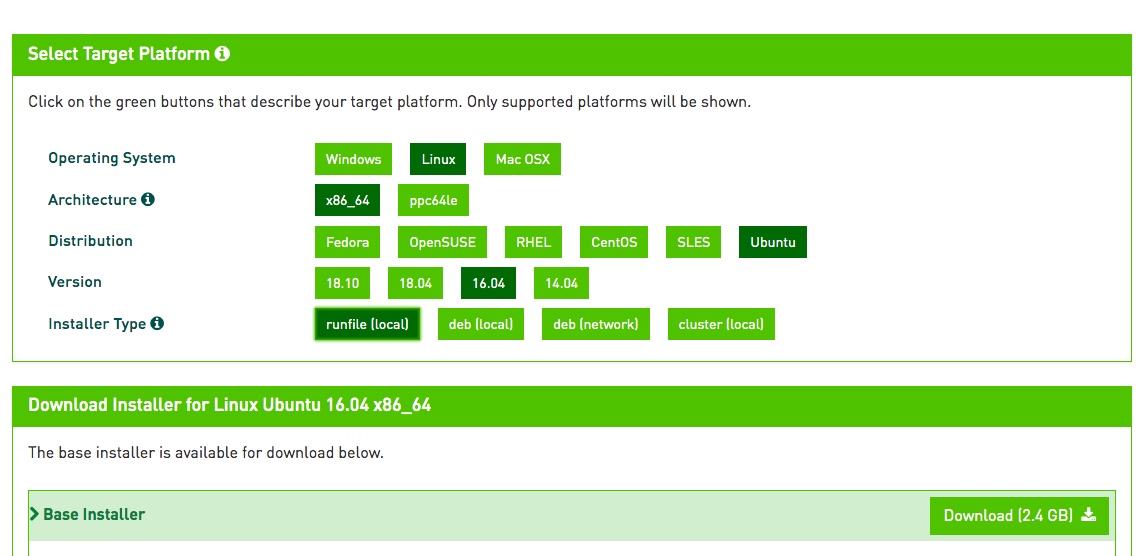 Select Target Platform
Click on the green buttons that describe your target platform. Only supported platforms will be shown.
Operating System Windows Linux Mac OSX
Architecture x86_64 ppc64le
Distribution Fedora OpenSUSE RHEL CentOS SLES Ubuntu
Version 18.10 18.04 16.04 14.04
Installer Type runfile (local) deb (local) deb (network) cluster (local)
Download Installer for Linux Ubuntu 16.04 x86_64
The base installer is available for download below.
Base Installer Download (2.4 GB)